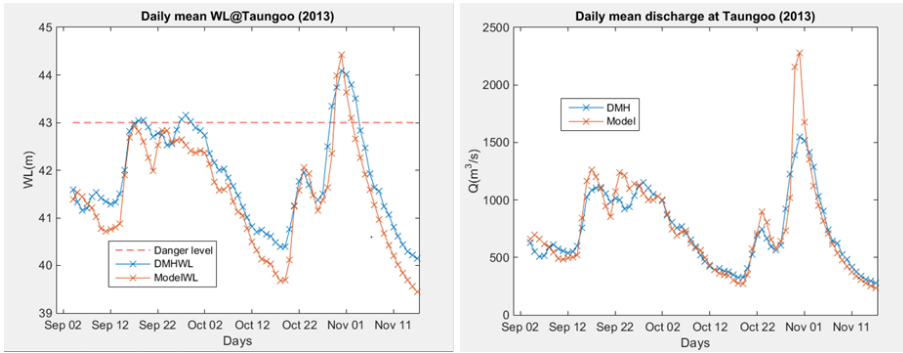 Daily mean WL@Taungoo (2013)
45
44
43
42
41
40
39
WL(m)
Danger level
DMHWL
ModelWL
Sep 02 Sep 12 Sep 22 Oct 02 Oct 12 Oct 22 Nov 01 Nov 11
Days
Daily mean discharge at Taungoo (2013)
2500
2000
1500
1000
500
0
Q(m³/s)
DMH
Model
Sep 02 Sep 12 Sep 22 Oct 02 Oct 12 Oct 22 Nov 01 Nov 11
Days